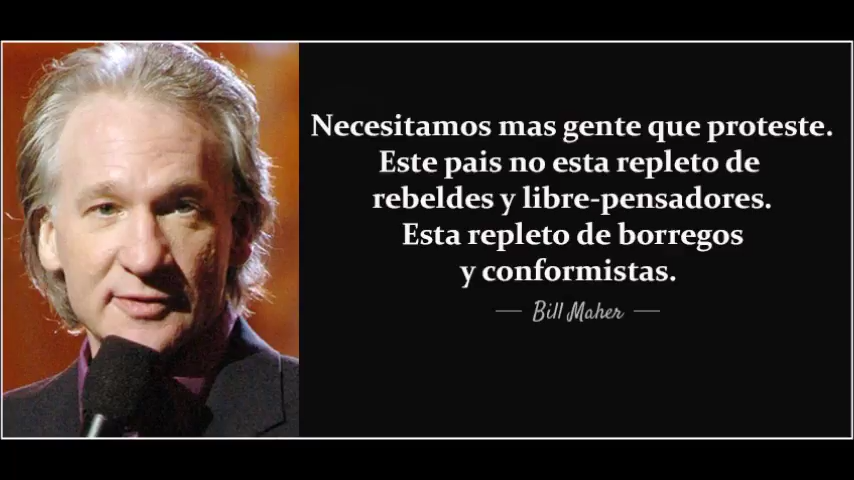 Necesitamos mas gente que proteste.
Este pais no esta repleto de
rebeldes y libre-pensadores.
Esta repleto de borregos
y conformistas.
Bill Maher